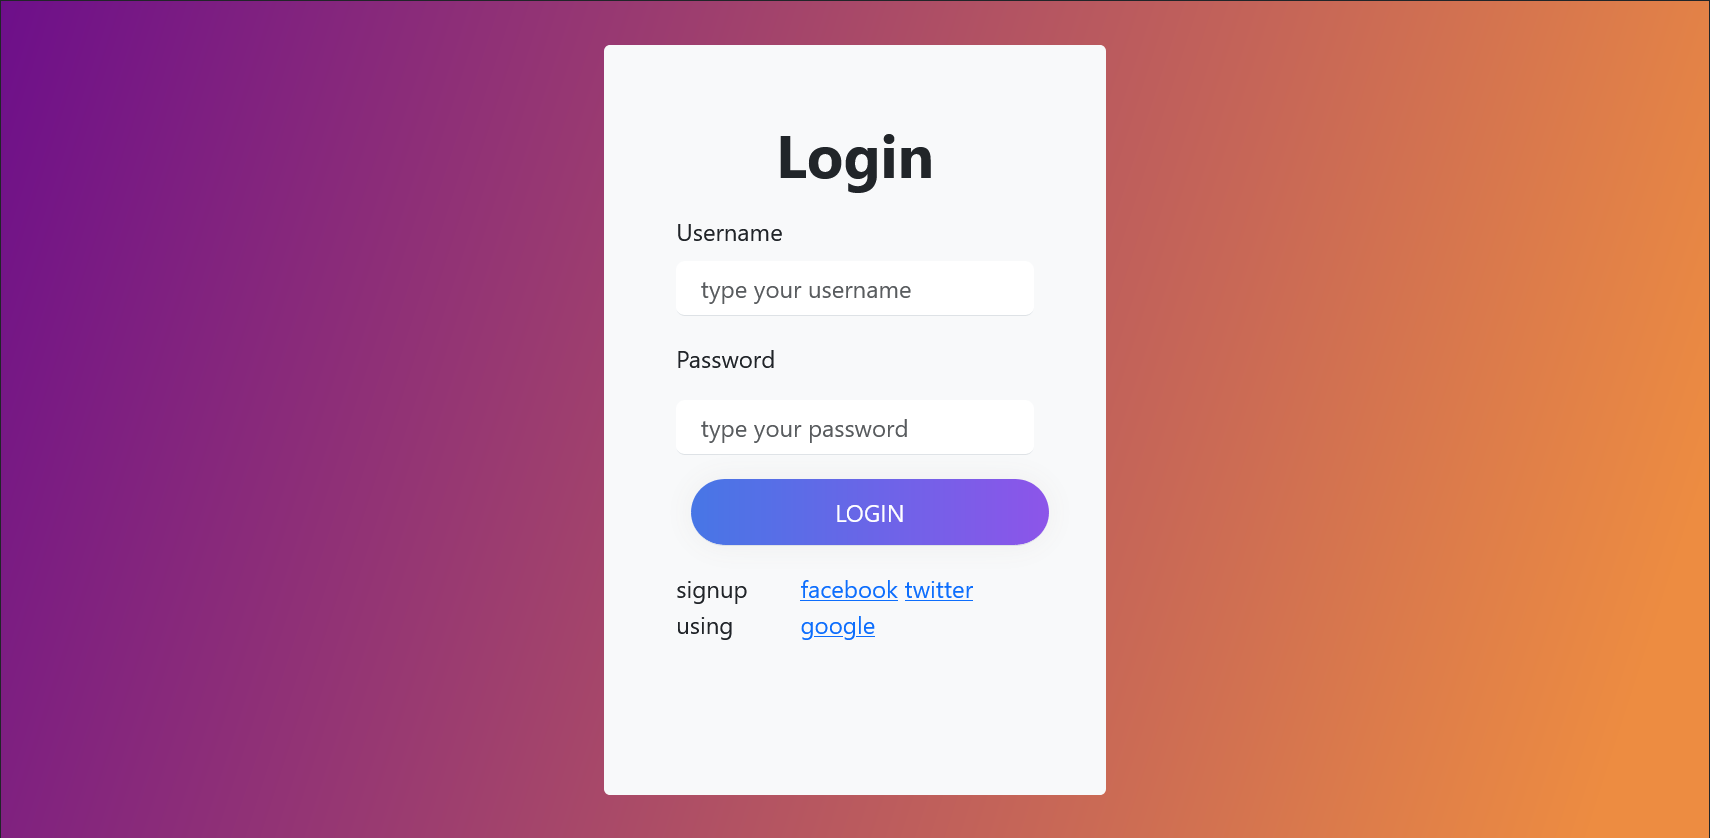 Login
Username
type your username
Password
type your password
LOGIN
signup facebook twitter
using google